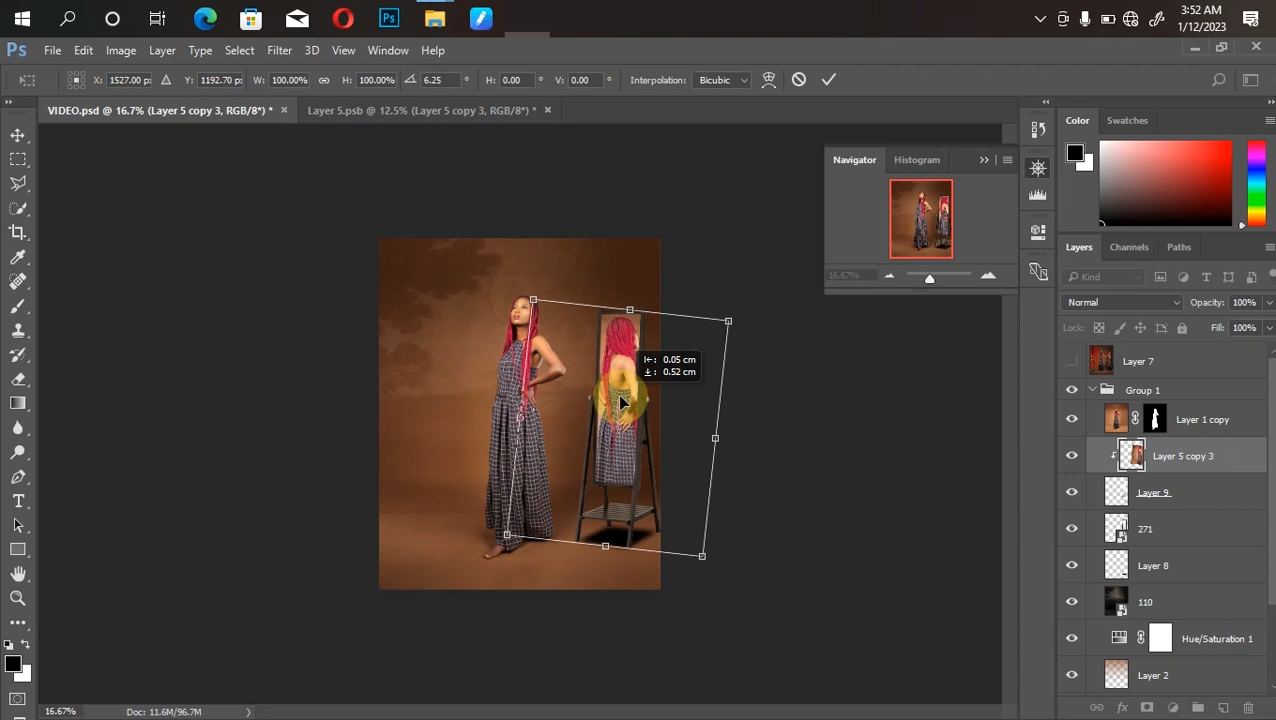 3:52 AM
1/12/2023
Ps
File Edit Image Layer Type Select Filter 3D View Window Help
X: 1527.00 px Y: 1192.70 px W: 100.00% H: 100.00% 6.25 ° H: 0.00 ° V: 0.00 ° Interpolation: Bicubic
VIDEO.psd @ 16.7% (Layer 5 copy 3, RGB/8*) * Layer 5.psb @ 12.5% (Layer 5 copy 3, RGB/8*) *
Color Swatches
Navigator Histogram
16.67%
Layers Channels Paths
Kind
Normal Opacity: 100%
Lock: Fill: 100%
Layer 7
Group 1
Layer 1 copy
Layer 5 copy 3
Layer 9
271
Layer 8
110
Hue/Saturation 1
Layer 2
: 0.05 cm
: 0.52 cm
16.67% Doc: 11.6M/96.7M